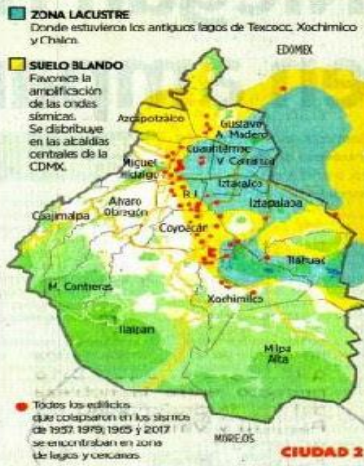 ZONA LACUSTRE
Donde estuvieron los antiguos lagos de Texcoco, Xochimilco
y Chalco.
EDOMEX
SUELO BLANDO
Favorece la
amplificación
de las ondas
sísmicas.
Se distribuye
en las alcaldías
centrales de la
CDMX.
Azcapotzalco
Gustavo
A. Madero
Cuauhtémoc
Miguel
Hidalgo
V. Carranza
Iztacalco
B.J.
Iztapalapa
Cuajimalpa
Álvaro
Obregón
Coyoacán
Tláhuac
M. Contreras
Xochimilco
Tlalpan
Milpa
Alta
Todos los edificios
que colapsaron en los sismos
de 1957, 1979, 1985 y 2017
se encontraban en zona
de lagos y cercanías.
MORELOS
CIUDAD 2